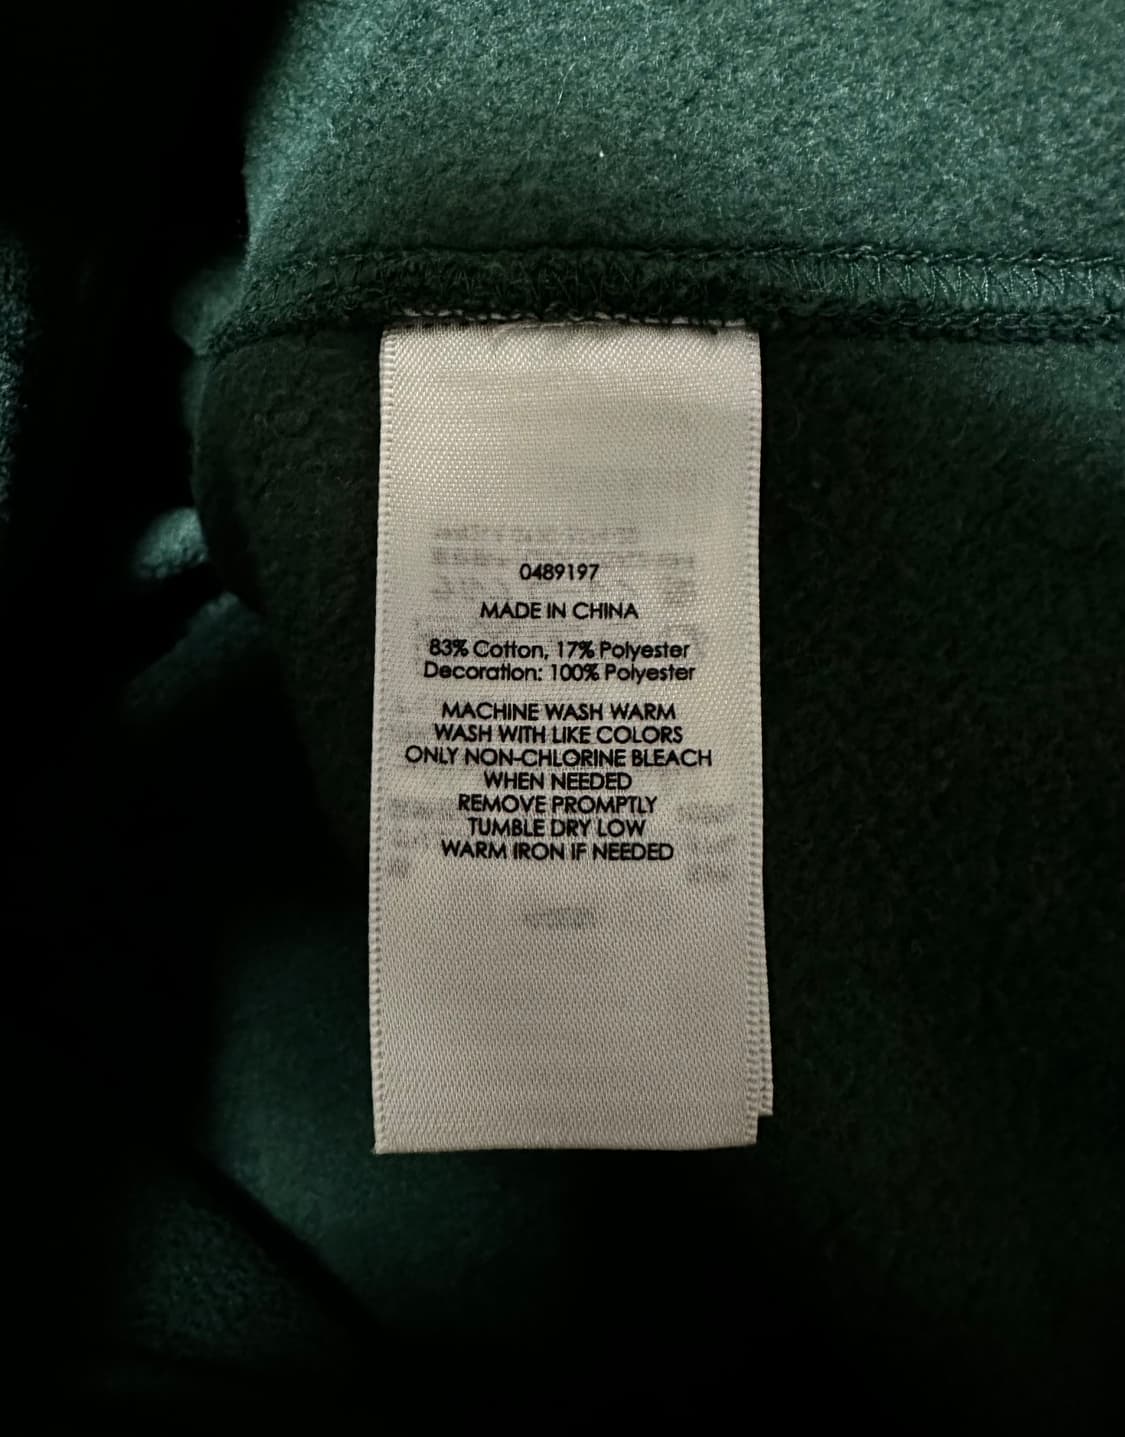 0489197
MADE IN CHINA
83% Cotton, 17% Polyester
Decoration: 100% Polyester
MACHINE WASH WARM
WASH WITH LIKE COLORS
ONLY NON-CHLORINE BLEACH
WHEN NEEDED
REMOVE PROMPTLY
TUMBLE DRY LOW
WARM IRON IF NEEDED